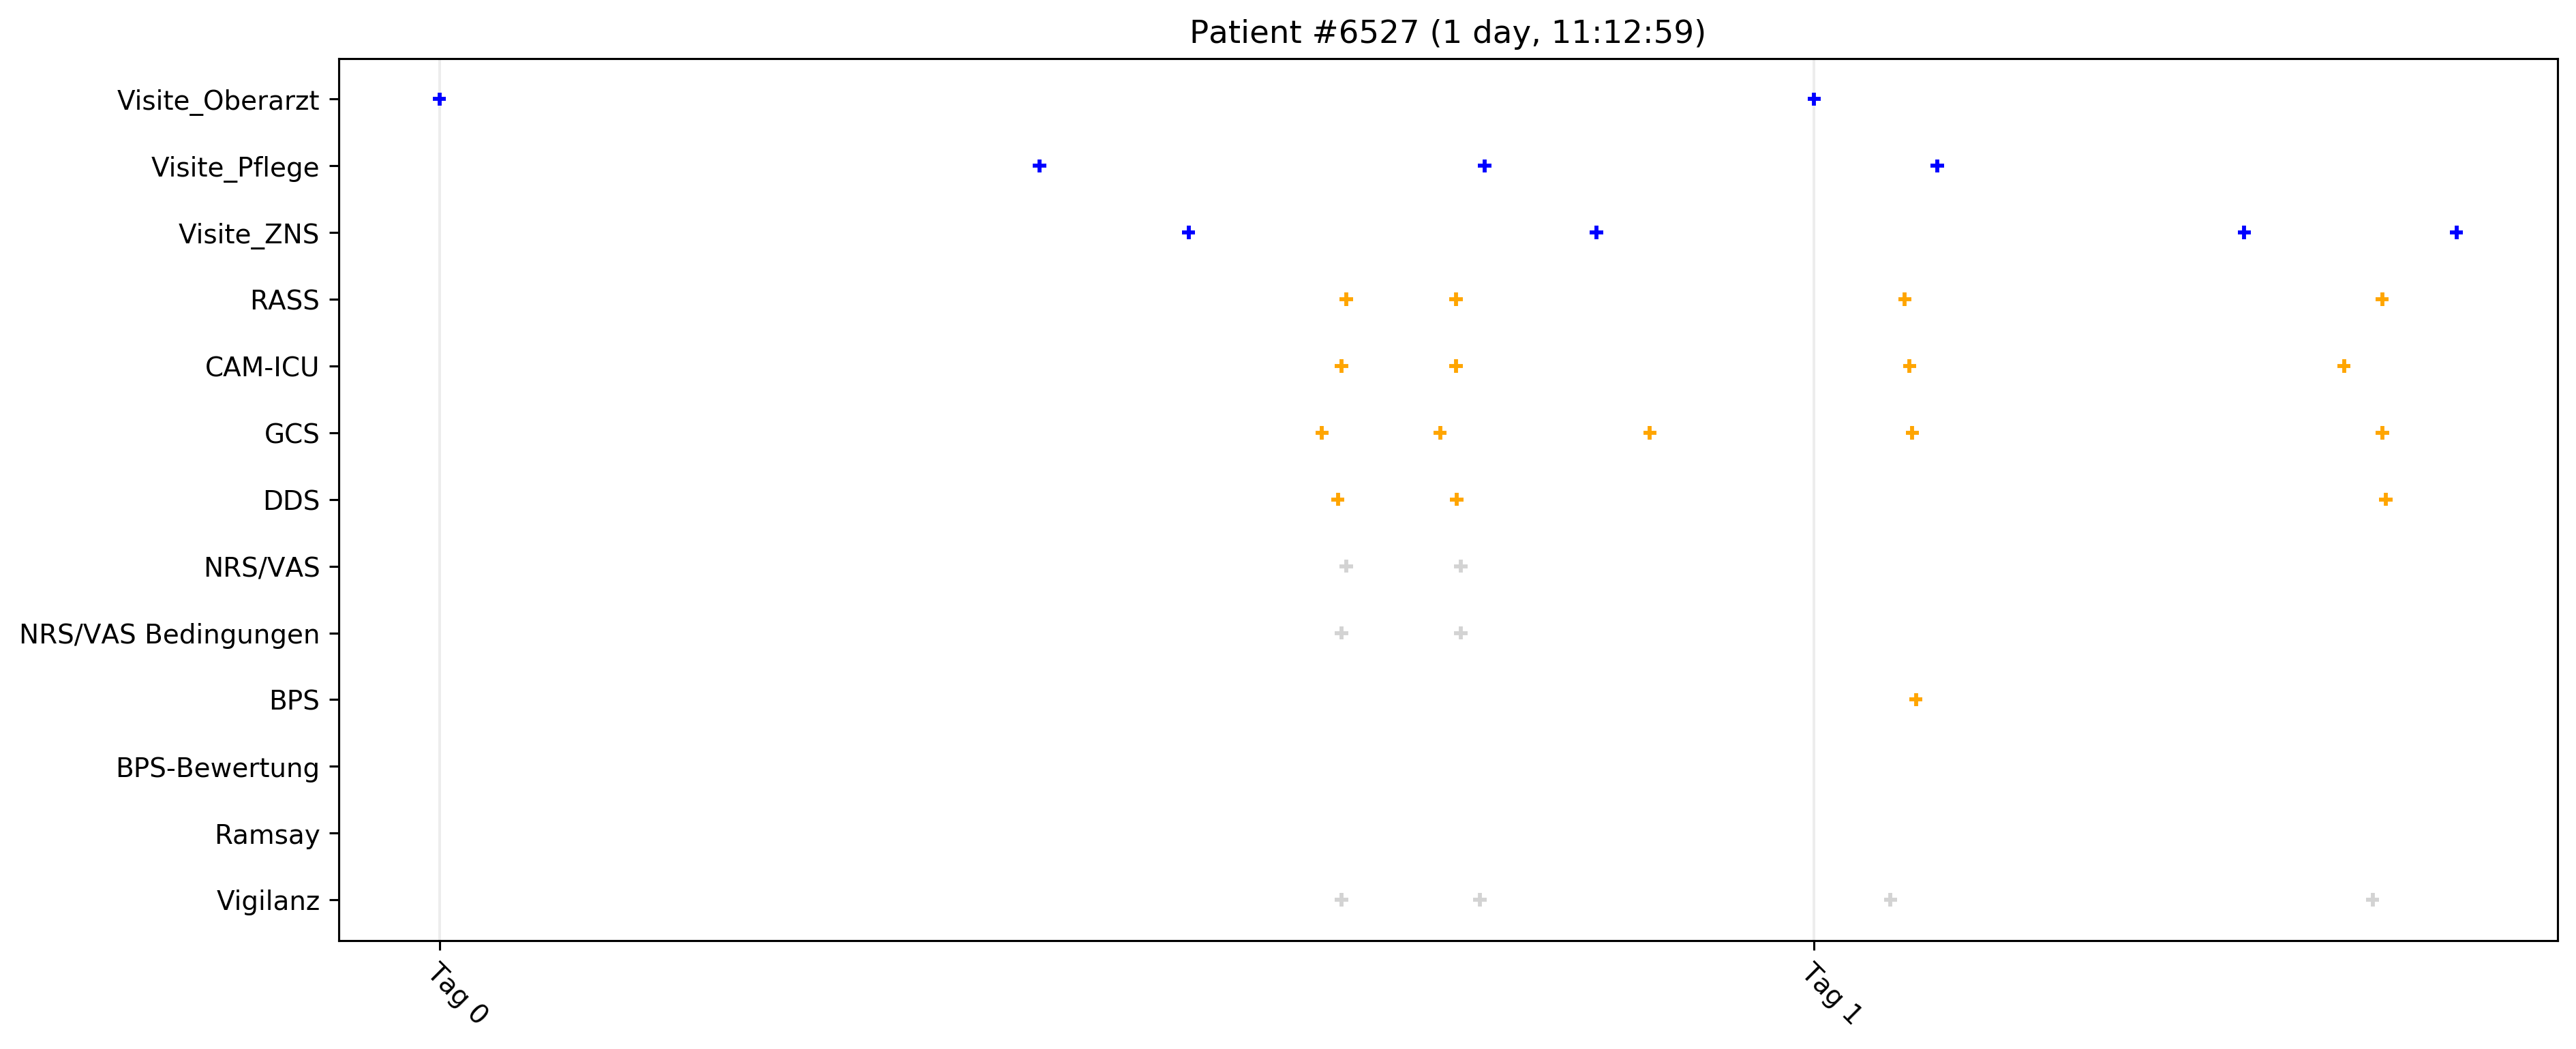 Patient #6527 (1 day, 11:12:59)
Visite_Oberarzt
Visite_Pflege
Visite_ZNS
RASS
CAM-ICU
GCS
DDS
NRS/VAS
NRS/VAS Bedingungen
BPS
BPS-Bewertung
Ramsay
Vigilanz
Tag 0
Tag 1